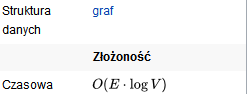 Struktura danych graf
Złożoność
Czasowa O(E · log V)